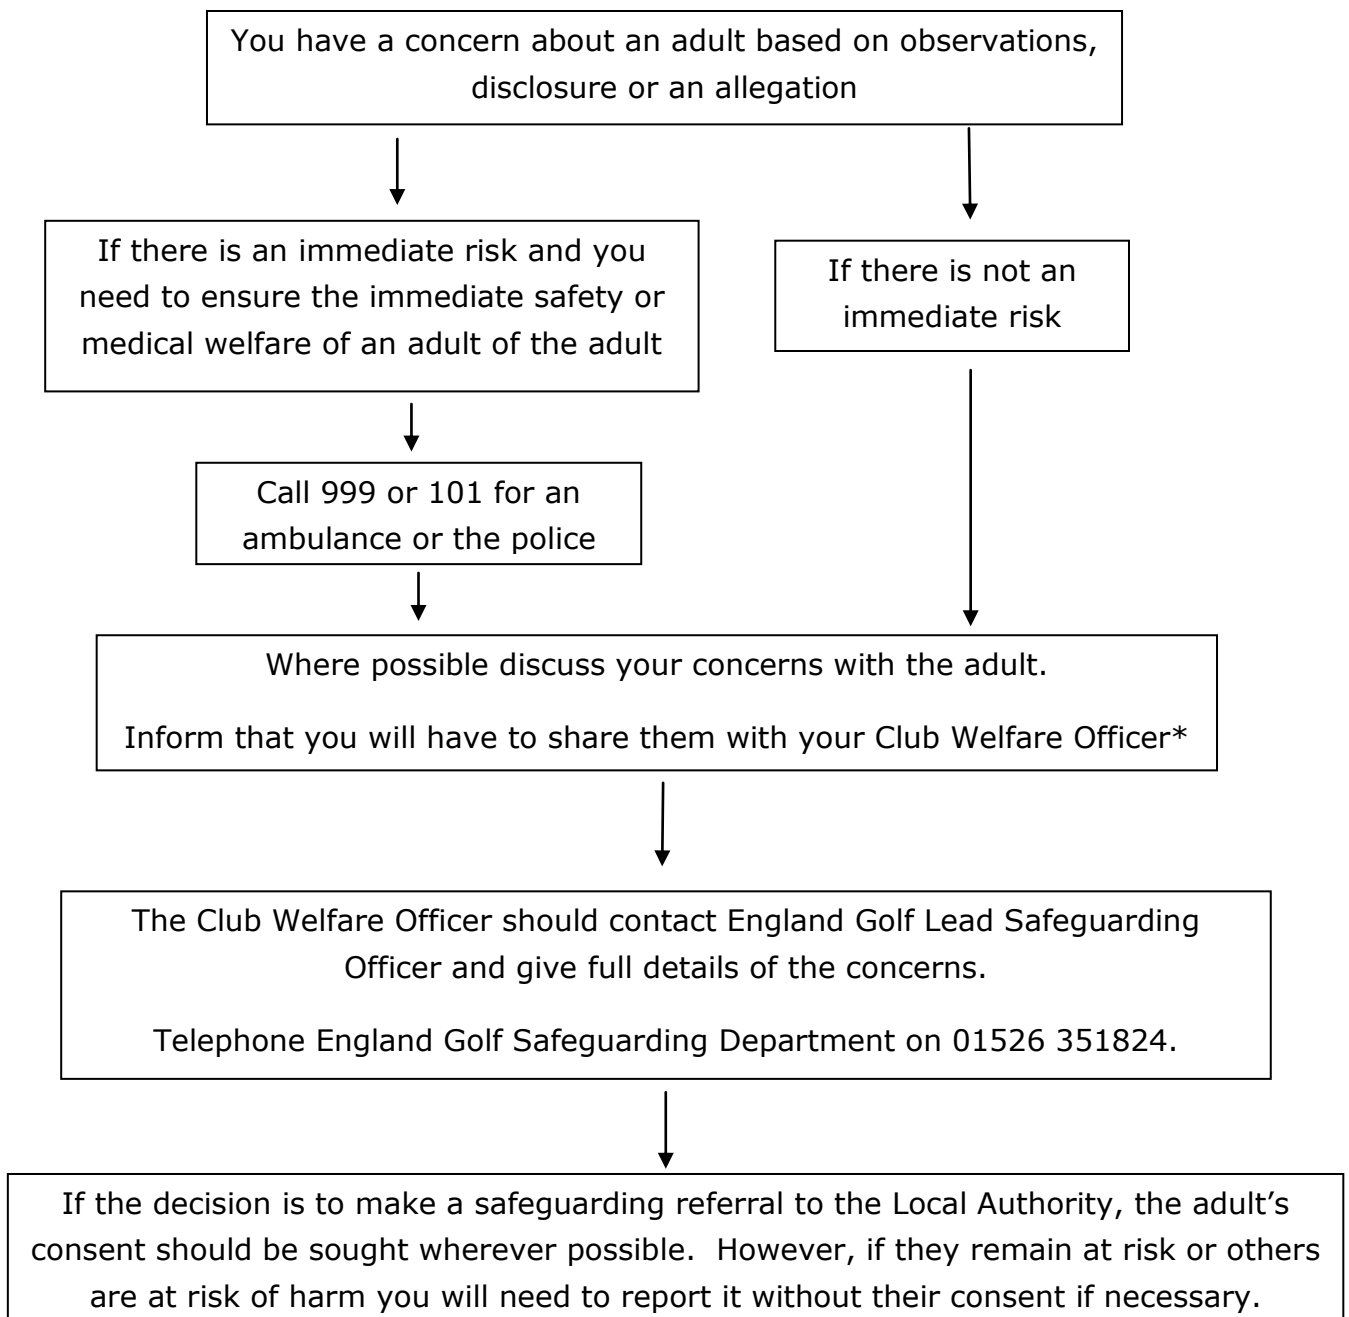 You have a concern about an adult based on observations,
disclosure or an allegation
If there is an immediate risk and you
need to ensure the immediate safety or
medical welfare of an adult of the adult
If there is not an
immediate risk
Call 999 or 101 for an
ambulance or the police
Where possible discuss your concerns with the adult.
Inform that you will have to share them with your Club Welfare Officer*
The Club Welfare Officer should contact England Golf Lead Safeguarding
Officer and give full details of the concerns.
Telephone England Golf Safeguarding Department on 01526 351824.
If the decision is to make a safeguarding referral to the Local Authority, the adult’s
consent should be sought wherever possible.  However, if they remain at risk or others
are at risk of harm you will need to report it without their consent if necessary.